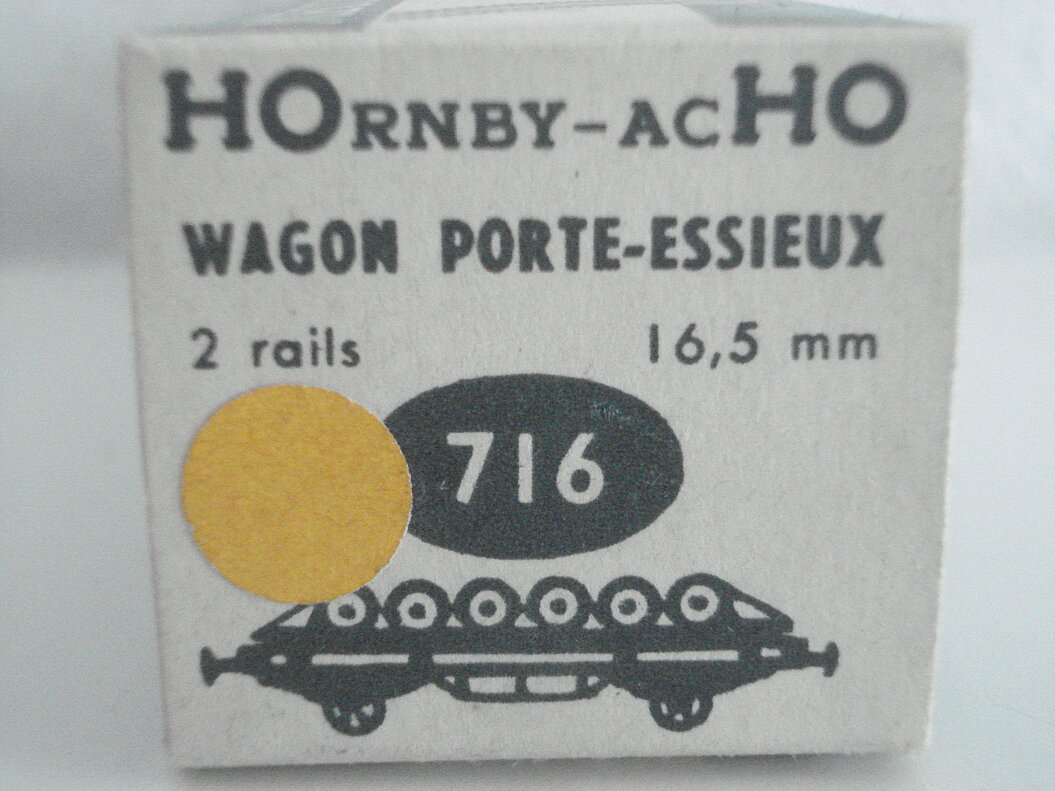 HORNBY-ACHO
WAGON PORTE-ESSIEUX
2 rails 16,5 mm
716